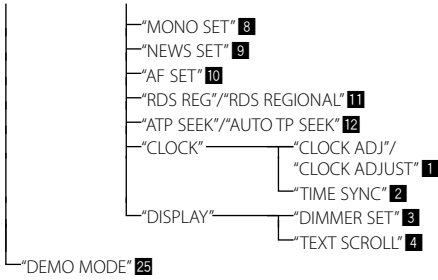 “MONO SET” 8
“NEWS SET” 9
“AF SET” 10
“RDS REG”/“RDS REGIONAL” 11
“ATP SEEK”/“AUTO TP SEEK” 12
“CLOCK” “CLOCK ADJ”/
“CLOCK ADJUST” 1
“TIME SYNC” 2
“DISPLAY” “DIMMER SET” 3
“TEXT SCROLL” 4
“DEMO MODE” 25